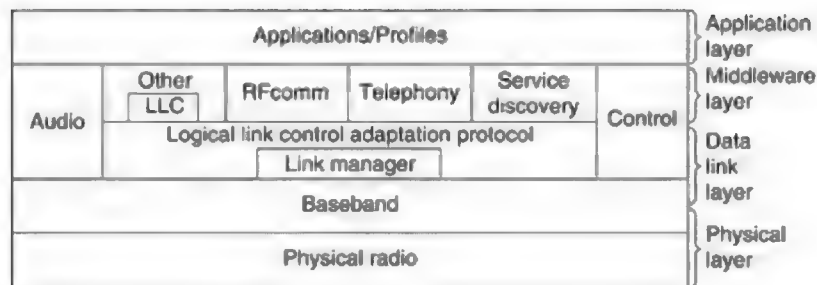 Applications/Profiles
Application
layer
Audio
Other
LLC
RFcomm
Telephony
Service
discovery
Control
Middleware
layer
Logical link control adaptation protocol
Link manager
Data
link
layer
Baseband
Physical radio
Physical
layer